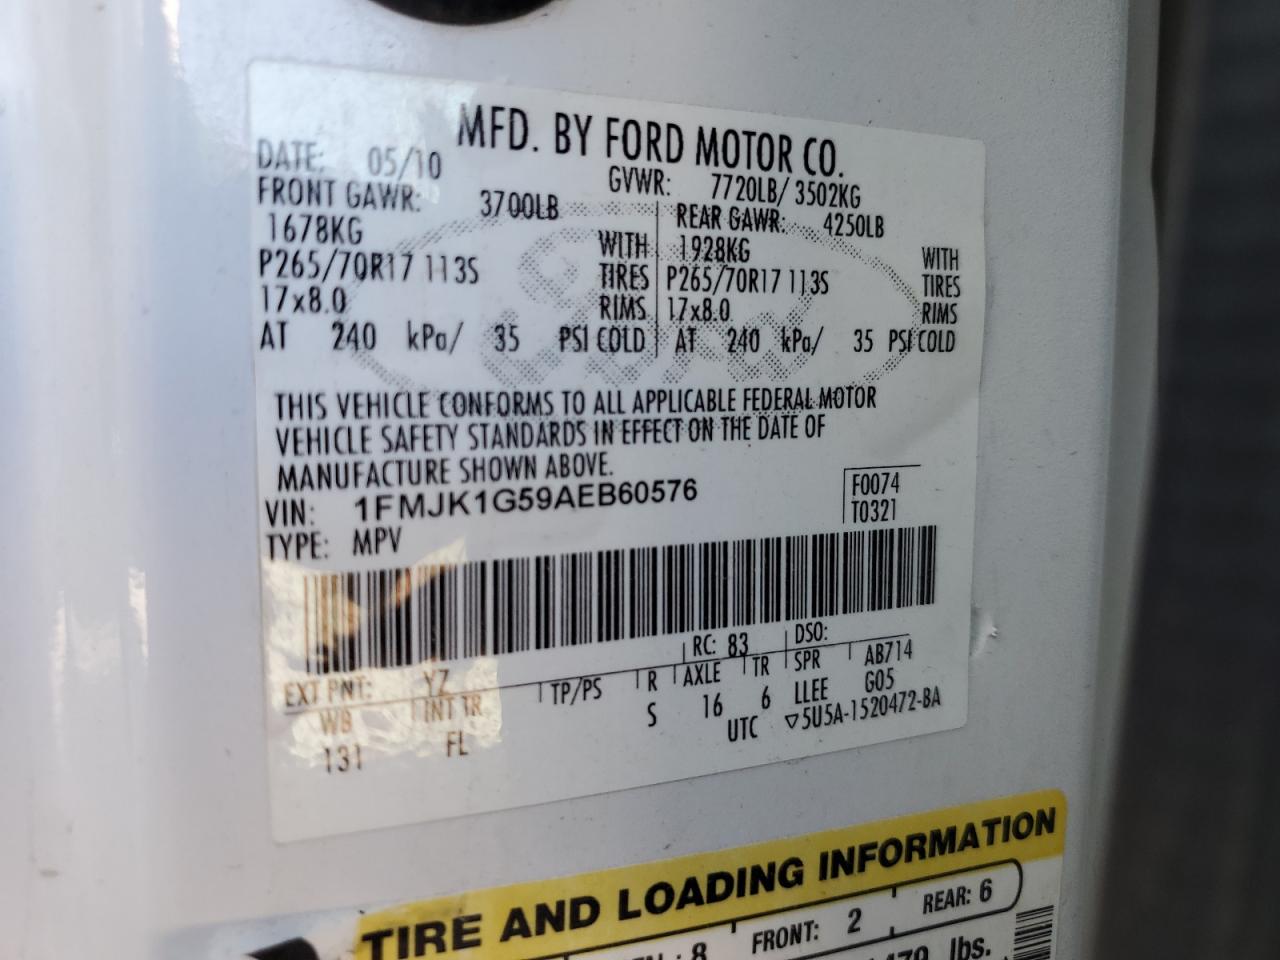 MFD. BY FORD MOTOR CO.
DATE: 05/10 GVWR: 7720LB/ 3502KG
FRONT GAWR: 3700LB REAR GAWR: 4250LB
1678KG WITH 1928KG WITH
P265/70R17 113S TIRES P265/70R17 113S TIRES
17x8.0 RIMS 17x8.0 RIMS
AT 240 kPa/ 35 PSI COLD AT 240 kPa/ 35 PSI COLD
THIS VEHICLE CONFORMS TO ALL APPLICABLE FEDERAL MOTOR
VEHICLE SAFETY STANDARDS IN EFFECT ON THE DATE OF
MANUFACTURE SHOWN ABOVE.
VIN: 1FMJK1G59AEB60576 F0074
TYPE: MPV T0321
EXT PNT: YZ RC: 83 DSO:
WB INT TR TP/PS R AXLE TR SPR AB714
131 FL S 16 6 LLEE G05
UTC ▽5U5A-1520472-BA
TIRE AND LOADING INFORMATION
8 FRONT: 2 REAR: 6
lbs.